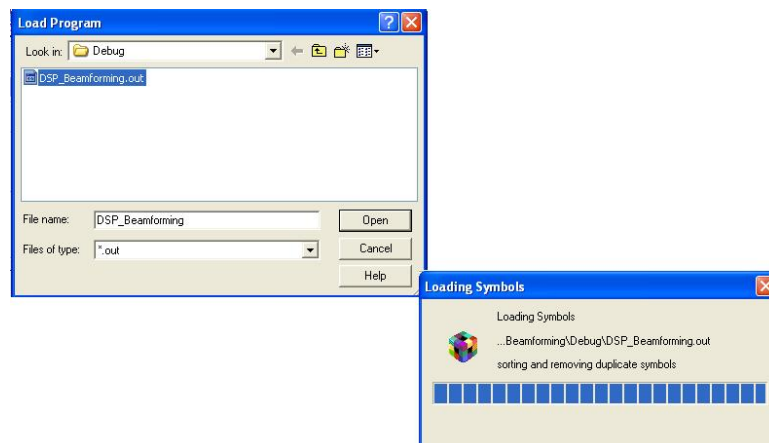 Load Program
Look in: Debug
DSP_Beamforming.out
File name: DSP_Beamforming Open
Files of type: *.out Cancel
Help
Loading Symbols
Loading Symbols
...Beamforming\Debug\DSP_Beamforming.out
sorting and removing duplicate symbols